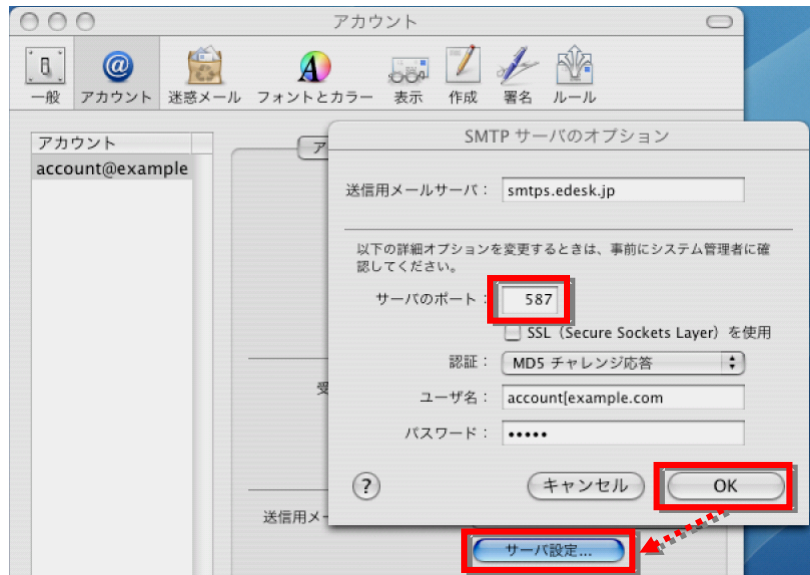 アカウント
一般 アカウント 迷惑メール フォントとカラー 表示 作成 署名 ルール
アカウント
account@example
ア
SMTP サーバのオプション
送信用メールサーバ： smtps.edesk.jp
以下の詳細オプションを変更するときは、事前にシステム管理者に確
認してください。
サーバのポート： 587
SSL（Secure Sockets Layer）を使用
認証： MD5 チャレンジ応答
受
ユーザ名： account[example.com
パスワード： •••••
? キャンセル OK
送信用メー
サーバ設定...